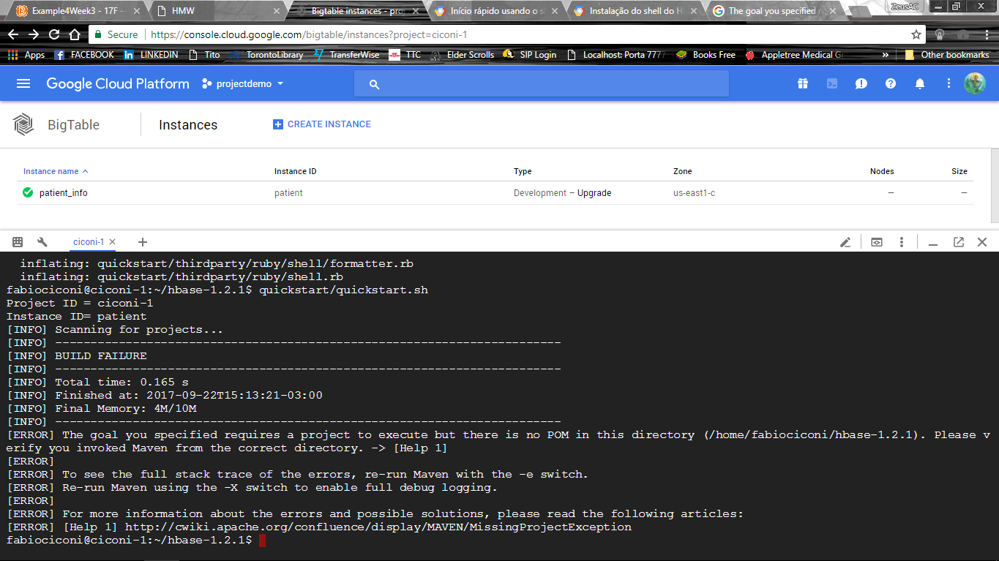 Example4Week3 - 17F -
HMW
Bigtable instances - pro
Início rápido usando o s
Instalação do shell do H
The goal you specified r
ZeusAC
Secure
https://console.cloud.google.com/bigtable/instances?project=ciconi-1
Apps
FACEBOOK
LINKEDIN
Tito
TorontoLibrary
TransferWise
TTC
Elder Scrolls
SIP Login
Localhost: Porta 7777
Books Free
Appletree Medical Gr
»
Other bookmarks
Google Cloud Platform
projectdemo
BigTable
Instances
CREATE INSTANCE
Instance name Instance ID Type Zone Nodes Size
patient_info patient Development – Upgrade us-east1-c — —
ciconi-1
  inflating: quickstart/thirdparty/ruby/shell/formatter.rb
  inflating: quickstart/thirdparty/ruby/shell.rb
fabiociconi@ciconi-1:~/hbase-1.2.1$ quickstart/quickstart.sh
Project ID = ciconi-1
Instance ID= patient
[INFO] Scanning for projects...
[INFO] ------------------------------------------------------------------------
[INFO] BUILD FAILURE
[INFO] ------------------------------------------------------------------------
[INFO] Total time: 0.165 s
[INFO] Finished at: 2017-09-22T15:13:21-03:00
[INFO] Final Memory: 4M/10M
[INFO] ------------------------------------------------------------------------
[ERROR] The goal you specified requires a project to execute but there is no POM in this directory (/home/fabiociconi/hbase-1.2.1). Please v
erify you invoked Maven from the correct directory. -> [Help 1]
[ERROR]
[ERROR] To see the full stack trace of the errors, re-run Maven with the -e switch.
[ERROR] Re-run Maven using the -X switch to enable full debug logging.
[ERROR]
[ERROR] For more information about the errors and possible solutions, please read the following articles:
[ERROR] [Help 1] http://cwiki.apache.org/confluence/display/MAVEN/MissingProjectException
fabiociconi@ciconi-1:~/hbase-1.2.1$